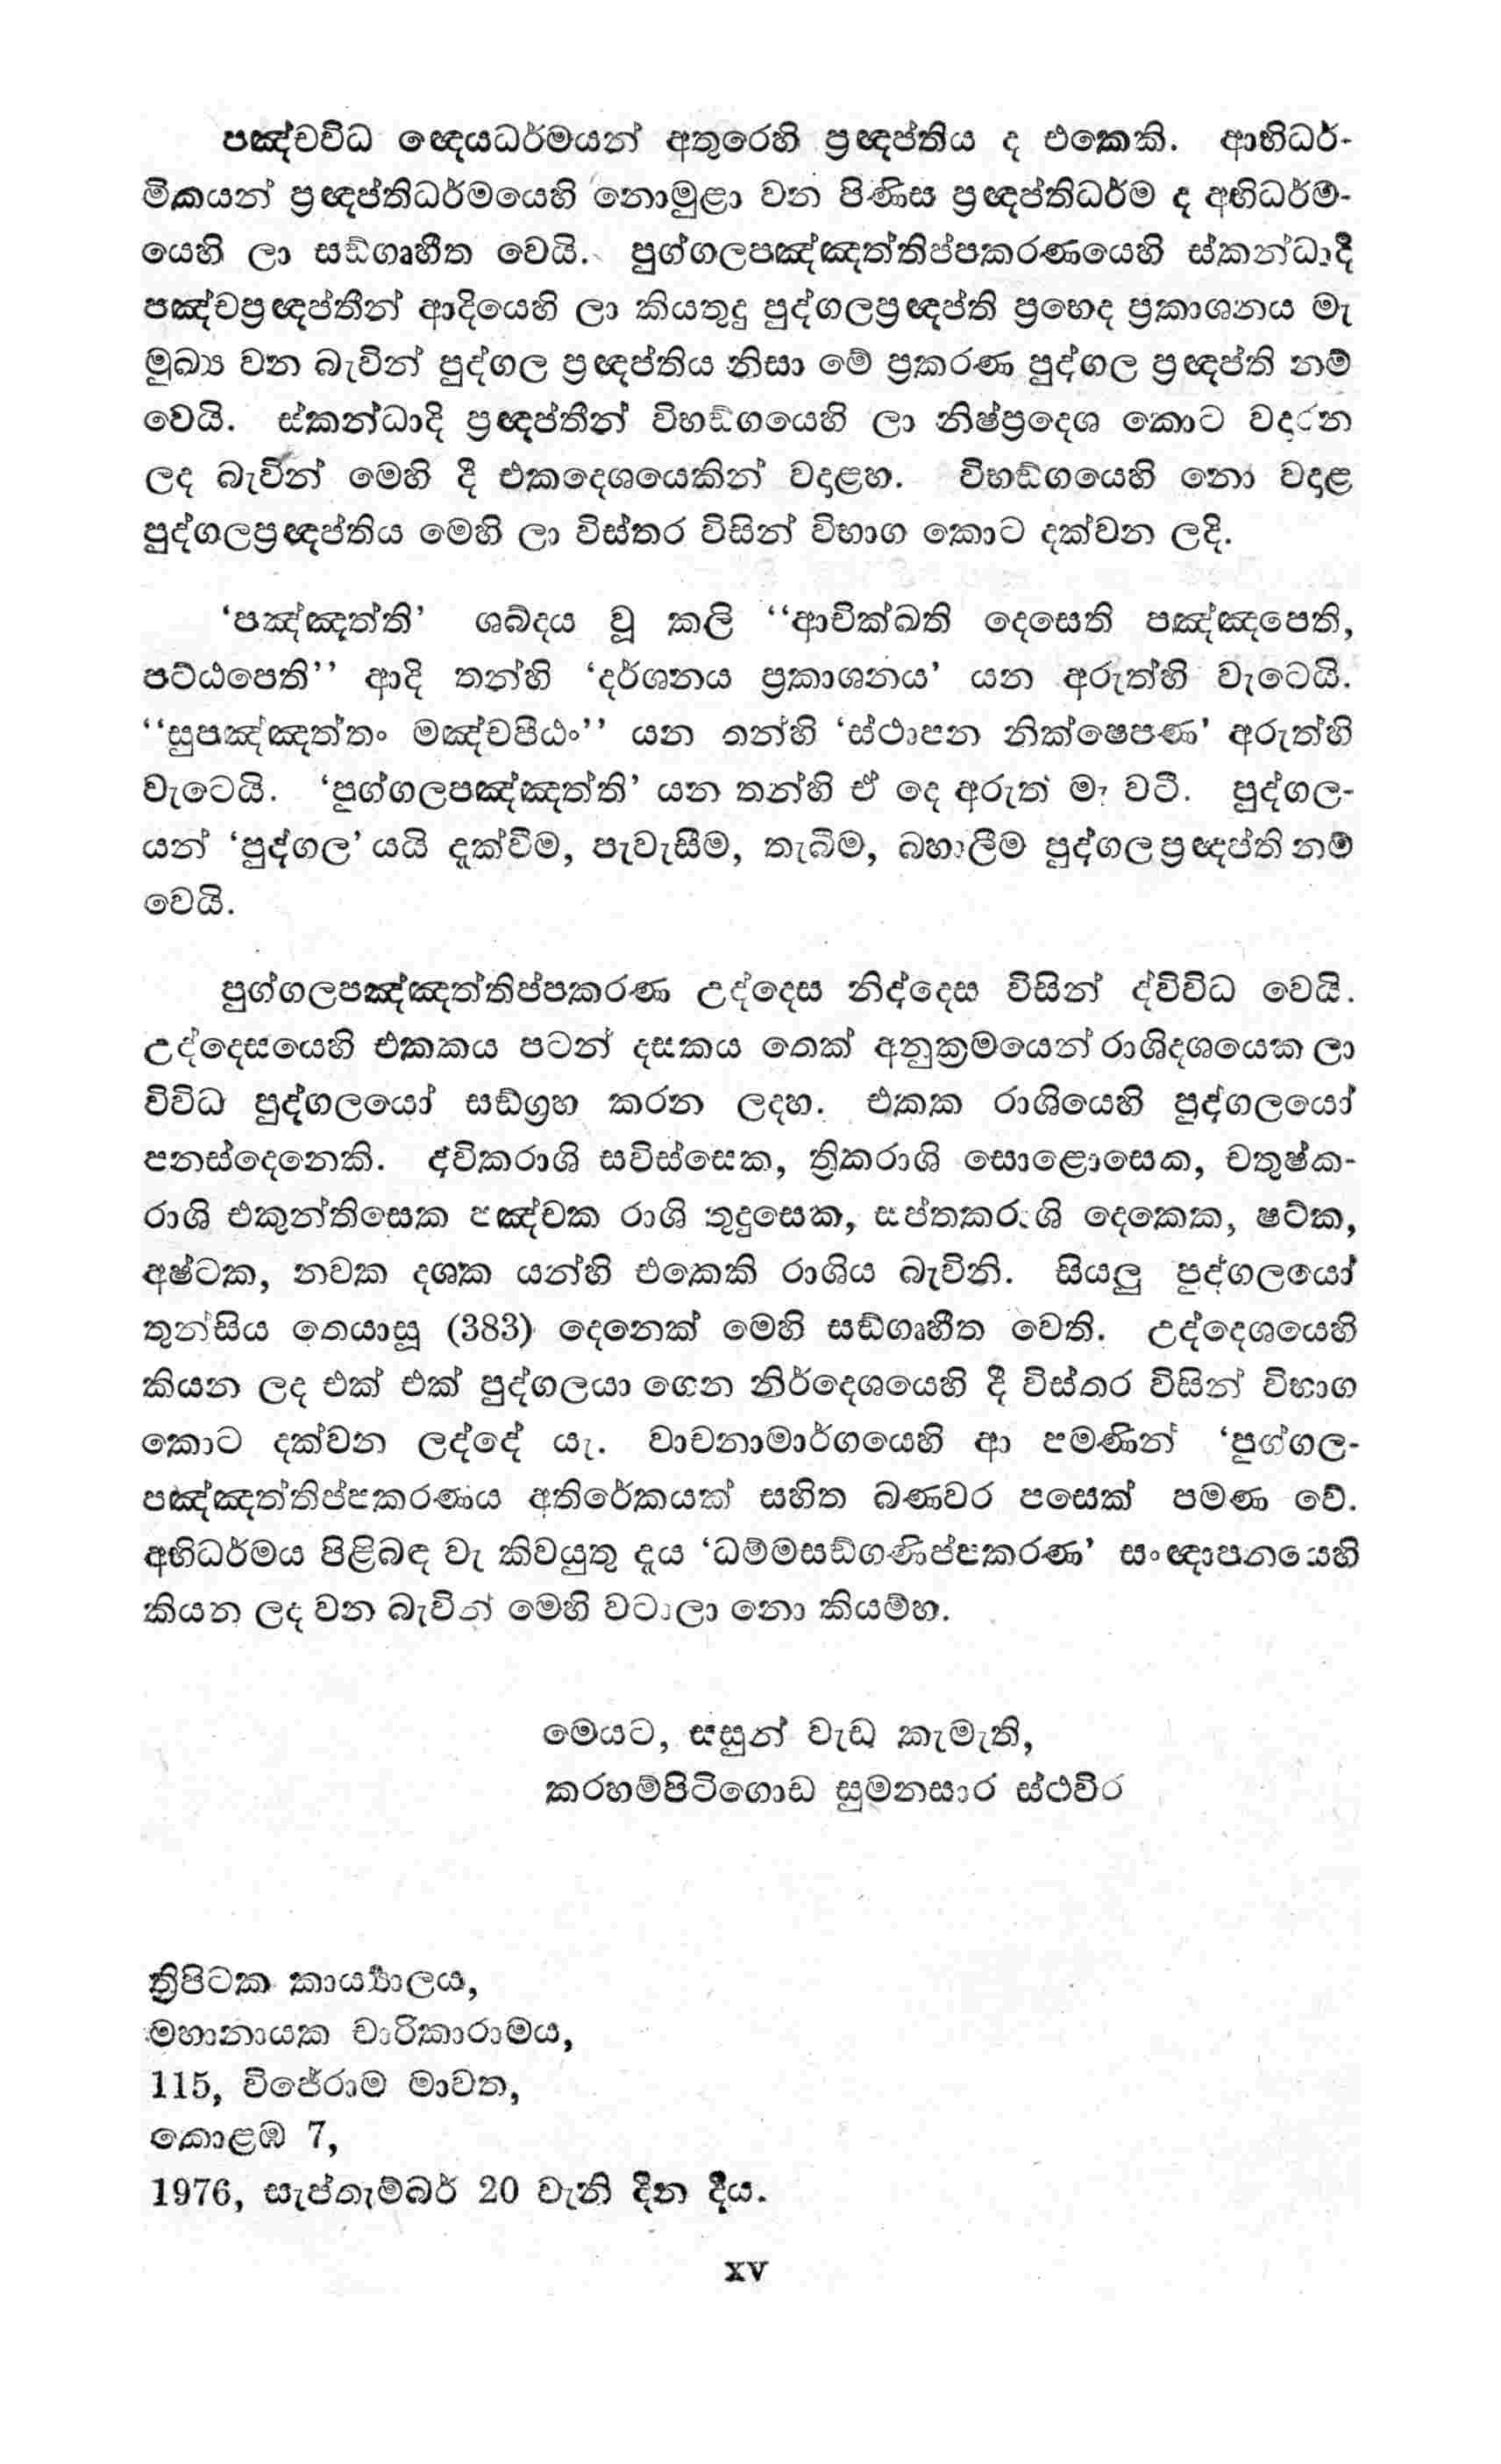 පඤ්චවිධ ඥෙයධර්මයන් අතුරෙහි ප්‍රඥප්තිය ද එකෙකි. ආභිධර්-
මිකයන් ප්‍රඥප්තිධර්මයෙහි නොමුළා වන පිණිස ප්‍රඥප්තිධර්ම ද අභිධර්ම-
යෙහි ලා සඞ්ගෘහීත වෙයි. පුග්ගලපඤ්ඤත්තිප්පකරණයෙහි ස්කන්ධාදී
පඤ්චප්‍රඥප්තීන් ආදියෙහි ලා කියතුදු පුද්ගලප්‍රඥප්ති ප්‍රභෙද ප්‍රකාශනය මැ
මුඛ්‍ය වන බැවින් පුද්ගල ප්‍රඥප්තිය නිසා මේ ප්‍රකරණ පුද්ගල ප්‍රඥප්ති නම්
වෙයි. ස්කන්ධාදි ප්‍රඥප්තීන් විභඞ්ගයෙහි ලා නිෂ්ප්‍රදෙශ කොට වදාරන
ලද බැවින් මෙහි දී එකදෙශයෙකින් වදාළහ. විභඞ්ගයෙහි නො වදාළ
පුද්ගලප්‍රඥප්තිය මෙහි ලා විස්තර විසින් විභාග කොට දක්වන ලදි.
‘පඤ්ඤත්ති’ ශබ්දය වූ කලි “ආචික්ඛති දෙසෙති පඤ්ඤපෙති,
පට්ඨපෙති” ආදි තන්හි ‘දර්ශනය ප්‍රකාශනය’ යන අරුත්හි වැටෙයි.
“සුපඤ්ඤත්තං මඤ්චපීඨං” යන තන්හි ‘ස්ථාපන නික්ෂෙපණ’ අරුත්හි
වැටෙයි. ‘පුග්ගලපඤ්ඤත්ති’ යන තන්හි ඒ දෙ අරුත් මැ වටී. පුද්ගල-
යන් ‘පුද්ගල’ යයි දැක්වීම, පැවැසීම, තැබීම, බහාලීම පුද්ගලප්‍රඥප්ති නම්
වෙයි.
පුග්ගලපඤ්ඤත්තිප්පකරණ උද්දෙස නිද්දෙස විසින් ද්විවිධ වෙයි.
උද්දෙසයෙහි එකකය පටන් දසකය තෙක් අනුක්‍රමයෙන් රාශිදශයෙක ලා
විවිධ පුද්ගලයෝ සඞ්ග්‍රහ කරන ලදහ. එකක රාශියෙහි පුද්ගලයෝ
පනස්දෙනෙකි. ද්විකරාශි සවිස්සෙක, ත්‍රිකරාශි සොළොසෙක, චතුෂ්ක-
රාශි එකුන්තිසෙක පඤ්චක රාශි තුදුසෙක, සප්තකරාශි දෙකෙක, ෂට්ක,
අෂ්ටක, නවක දශක යන්හි එකෙකි රාශිය බැවිනි. සියලු පුද්ගලයෝ
තුන්සිය තෙයාසූ (383) දෙනෙක් මෙහි සඞ්ගෘහීත වෙති. උද්දෙශයෙහි
කියන ලද එක් එක් පුද්ගලයා ගෙන නිර්දෙශයෙහි දී විස්තර විසින් විභාග
කොට දක්වන ලද්දේ යැ. වාචනාමාර්ගයෙහි ආ පමණින් ‘පුග්ගල-
පඤ්ඤත්තිප්පකරණය අතිරේකයක් සහිත බණවර පසෙක් පමණ වේ.
අභිධර්මය පිළිබඳ වැ කිවයුතු දැය ‘ධම්මසඞ්ගණිප්පකරණ’ සංඥාපනයෙහි
කියන ලද වන බැවින් මෙහි වටාලා නො කියම්හ.
මෙයට, සසුන් වැඩ කැමැති,
කරහම්පිටිගොඩ සුමනසාර ස්ථවිර
ත්‍රිපිටක කාර්‍ය්‍යාලය,
මහානායක චාරිකාරාමය,
115, විජේරාම මාවත,
කොළඹ 7,
1976, සැප්තැම්බර් 20 වැනි දින දීය.
xv